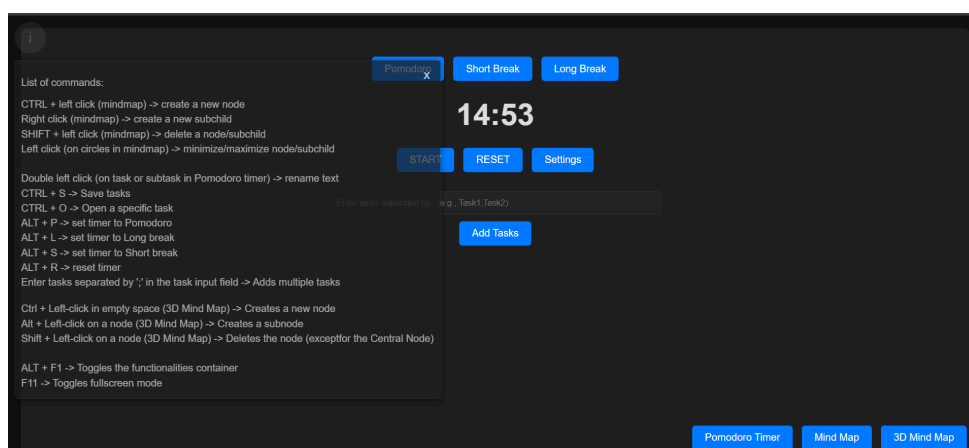 i
Pomodoro Short Break Long Break
x
List of commands:
CTRL + left click (mindmap) -> create a new node
Right click (mindmap) -> create a new subchild
SHIFT + left click (mindmap) -> delete a node/subchild
Left click (on circles in mindmap) -> minimize/maximize node/subchild
Double left click (on task or subtask in Pomodoro timer) -> rename text
CTRL + S -> Save tasks
CTRL + O -> Open a specific task
ALT + P -> set timer to Pomodoro
ALT + L -> set timer to Long break
ALT + S -> set timer to Short break
ALT + R -> reset timer
Enter tasks separated by ';' in the task input field -> Adds multiple tasks
Ctrl + Left-click in empty space (3D Mind Map) -> Creates a new node
Alt + Left-click on a node (3D Mind Map) -> Creates a subnode
Shift + Left-click on a node (3D Mind Map) -> Deletes the node (exceptfor the Central Node)
ALT + F1 -> Toggles the functionalities container
F11 -> Toggles fullscreen mode
14:53
START RESET Settings
Enter tasks separated by ; (e.g., Task1;Task2)
Add Tasks
Pomodoro Timer Mind Map 3D Mind Map